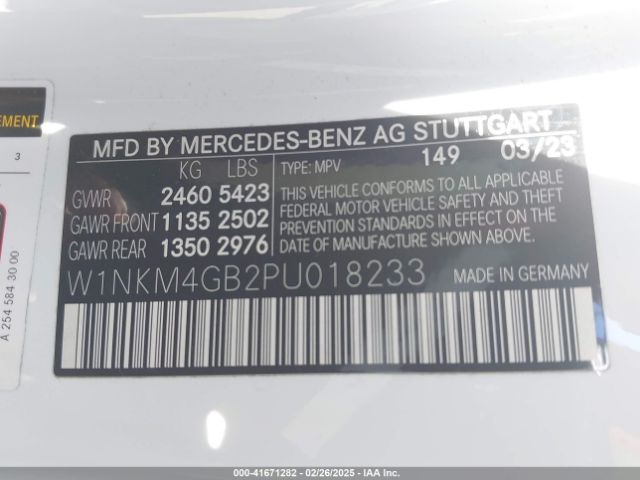 EMENT
3
A 254 584 30 00
MFD BY MERCEDES-BENZ AG STUTTGART
KG LBS TYPE: MPV 149 03/23
GVWR 2460 5423
GAWR FRONT 1135 2502
GAWR REAR 1350 2976
THIS VEHICLE CONFORMS TO ALL APPLICABLE
FEDERAL MOTOR VEHICLE SAFETY AND THEFT
PREVENTION STANDARDS IN EFFECT ON THE
DATE OF MANUFACTURE SHOWN ABOVE.
W1NKM4GB2PU018233 MADE IN GERMANY
00-41671282 - 02/26/2025 - IAAI.COM